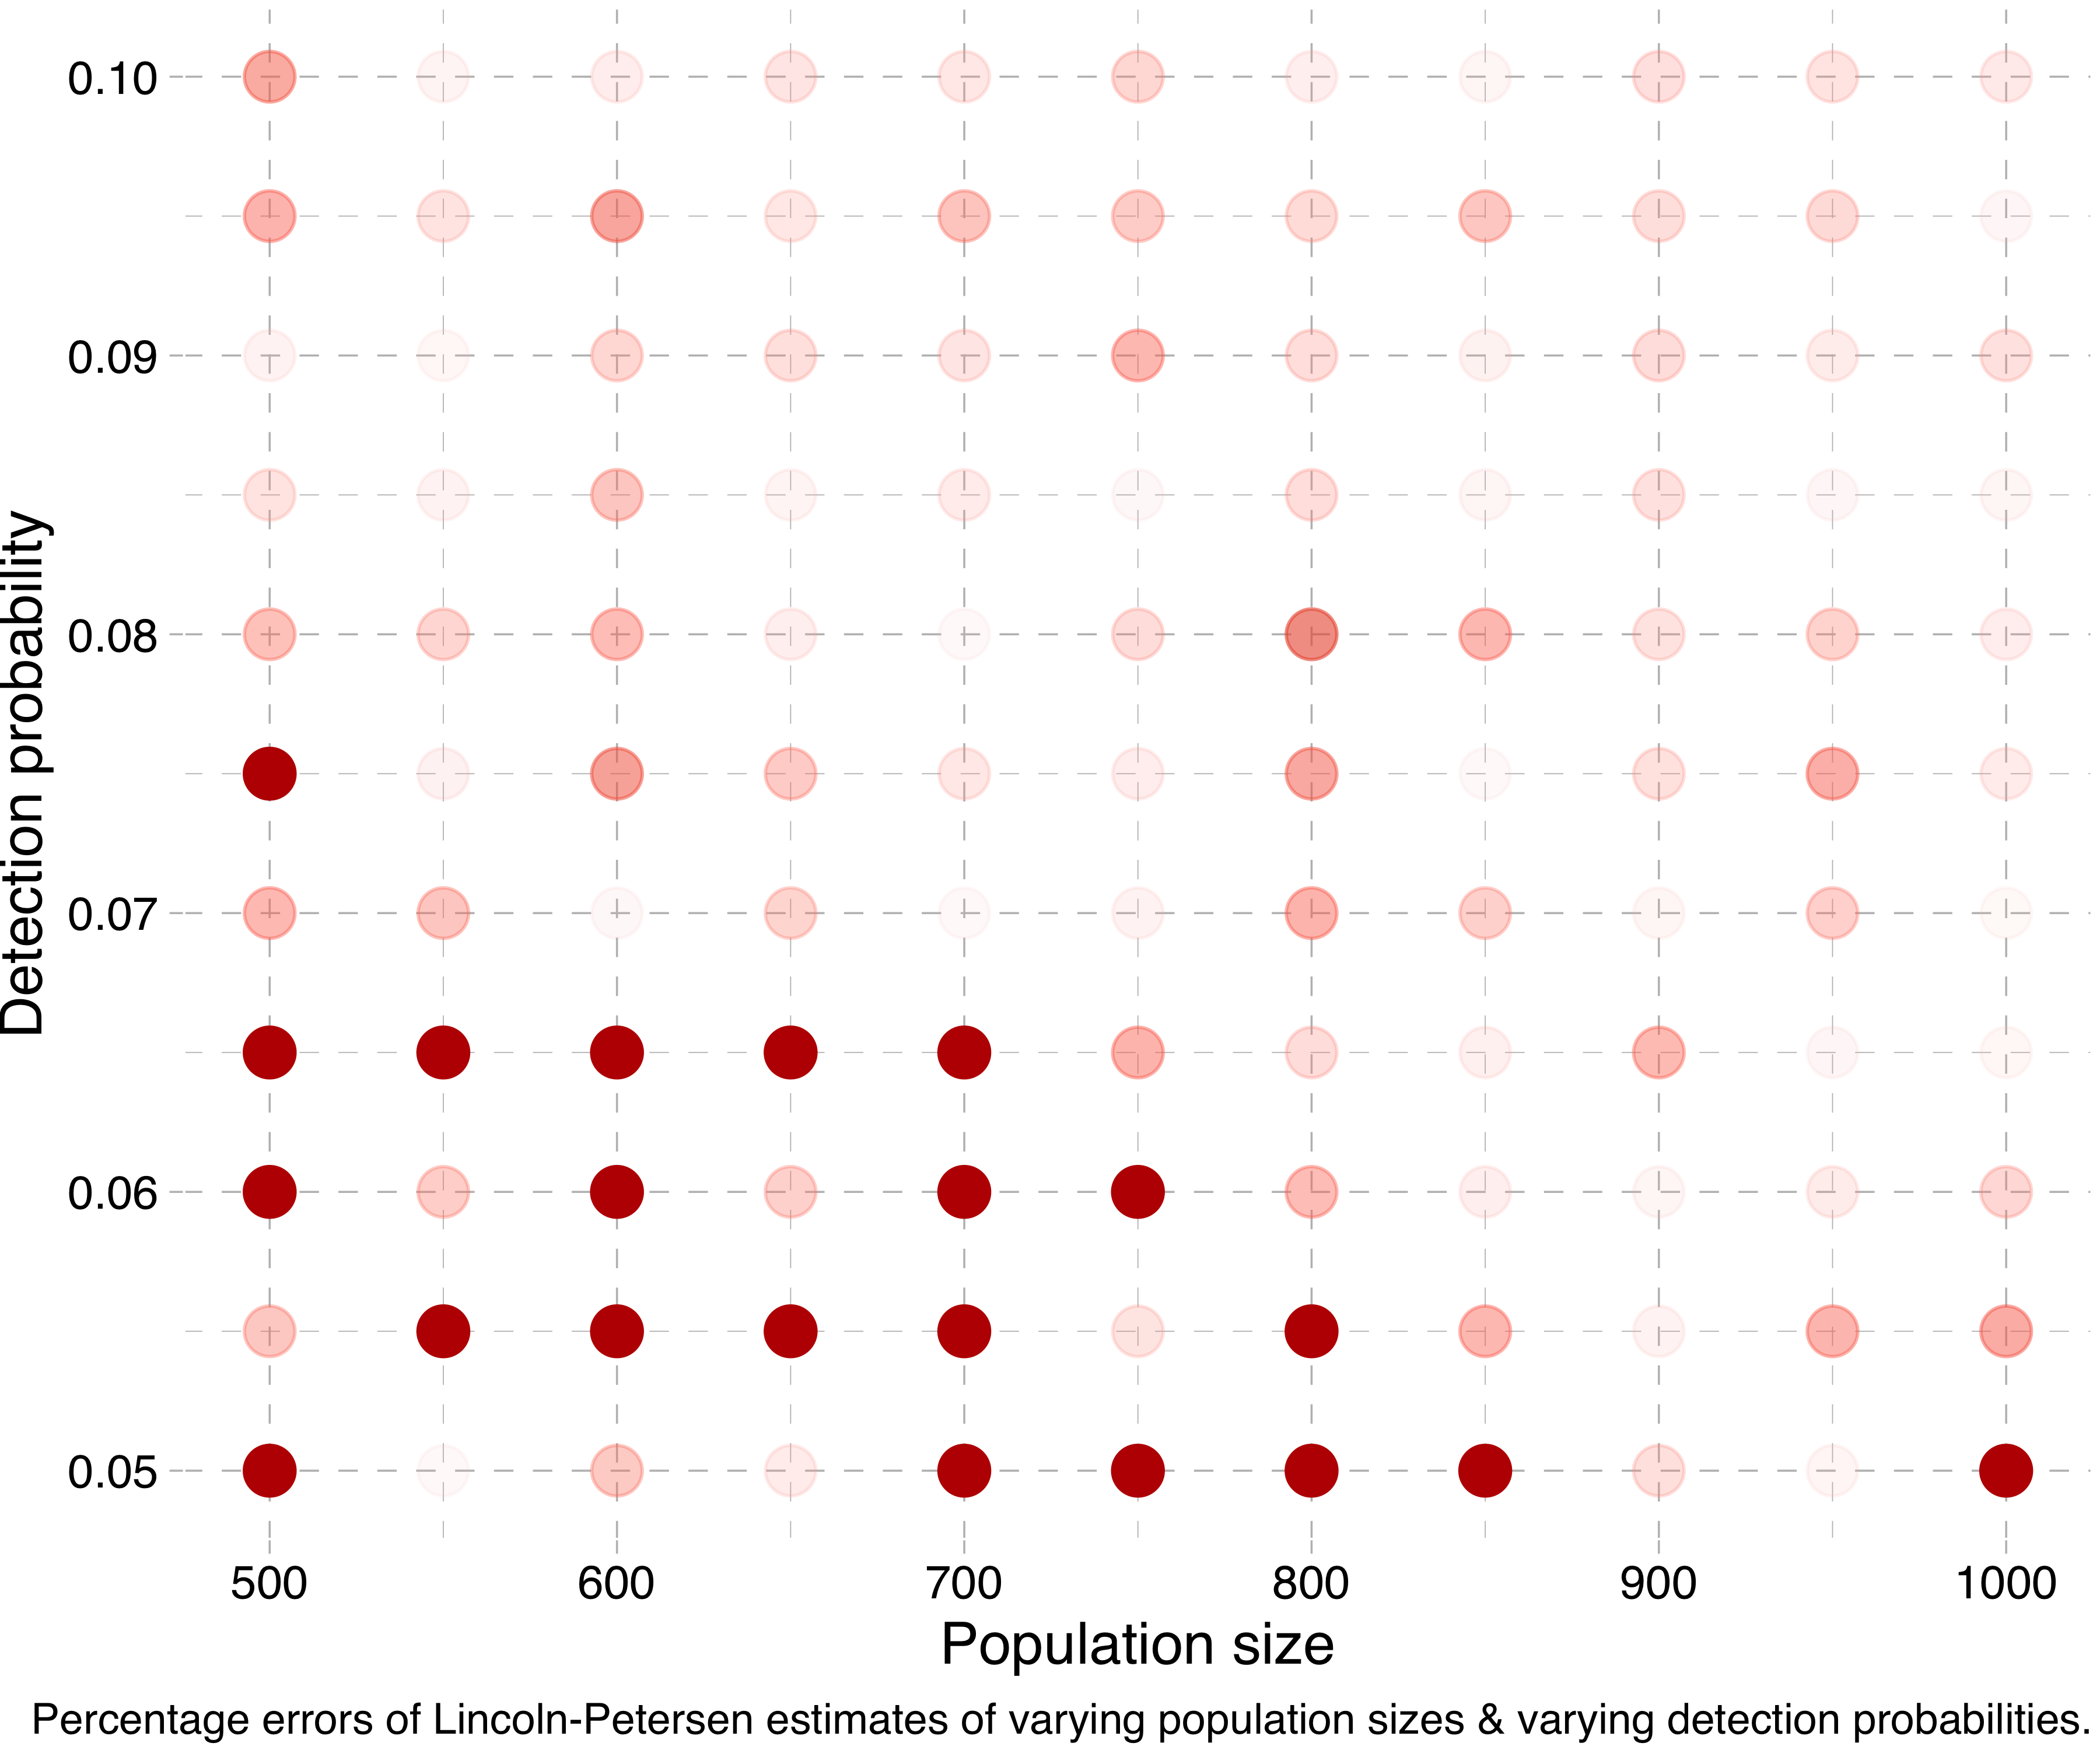 0.10
0.09
0.08
0.07
0.06
0.05
Detection probability
500 600 700 800 900 1000
Population size
Percentage errors of Lincoln-Petersen estimates of varying population sizes & varying detection probabilities.